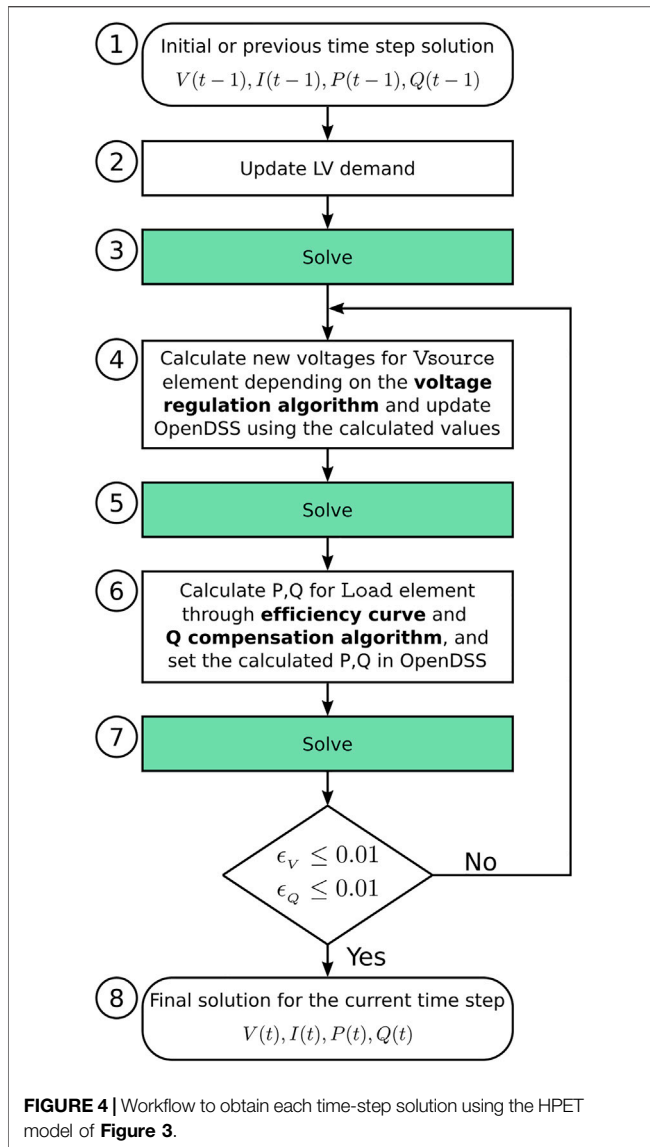 1
Initial or previous time step solution
V(t − 1), I(t − 1), P(t − 1), Q(t − 1)
2
Update LV demand
3
Solve
4
Calculate new voltages for Vsource
element depending on the voltage
regulation algorithm and update
OpenDSS using the calculated values
5
Solve
6
Calculate P,Q for Load element
through efficiency curve and
Q compensation algorithm, and
set the calculated P,Q in OpenDSS
7
Solve
ϵ_V ≤ 0.01
ϵ_Q ≤ 0.01
No
Yes
8
Final solution for the current time step
V(t), I(t), P(t), Q(t)
FIGURE 4 | Workflow to obtain each time-step solution using the HPET
model of Figure 3.